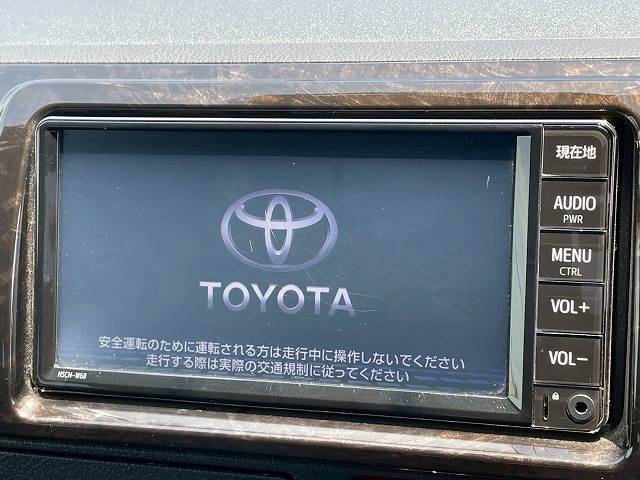 現在地
AUDIO
PWR
MENU
CTRL
VOL+
VOL−
TOYOTA
安全運転のために運転される方は走行中に操作しないでください
走行する際は実際の交通規制に従ってください
NSCN-W68